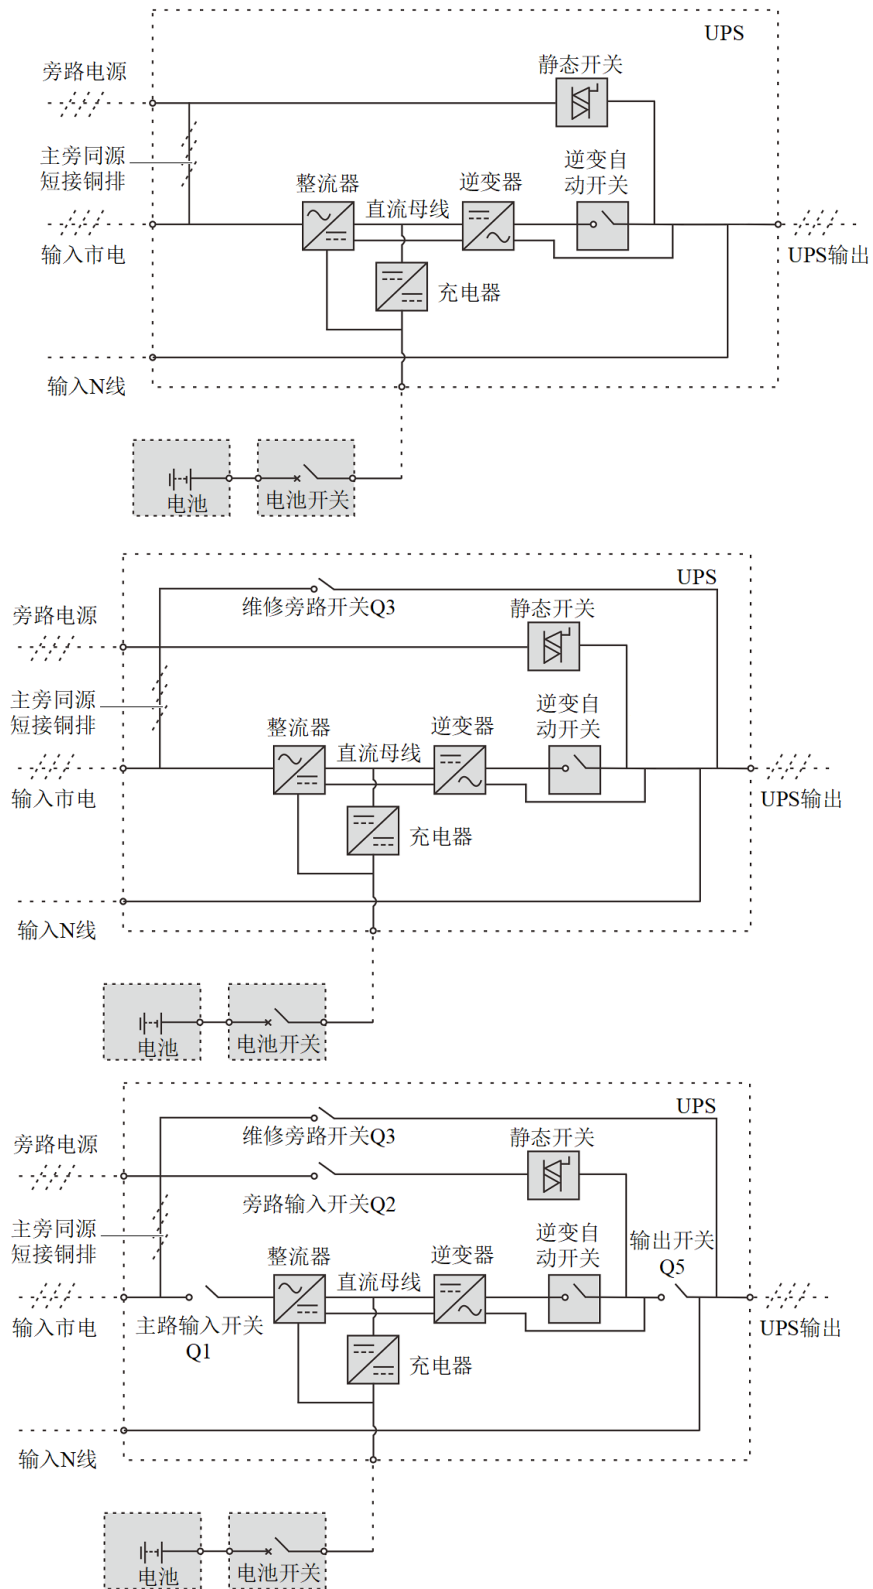 UPS
旁路电源
静态开关
主旁同源
短接铜排
逆变自
动开关
整流器
直流母线
逆变器
输入市电
UPS输出
充电器
输入N线
电池
电池开关
UPS
维修旁路开关Q3
旁路电源
静态开关
主旁同源
短接铜排
逆变自
动开关
整流器
直流母线
逆变器
输入市电
UPS输出
充电器
输入N线
电池
电池开关
UPS
维修旁路开关Q3
旁路电源
静态开关
旁路输入开关Q2
主旁同源
短接铜排
逆变自
动开关
输出开关
Q5
整流器
直流母线
逆变器
输入市电
主路输入开关
Q1
UPS输出
充电器
输入N线
电池
电池开关